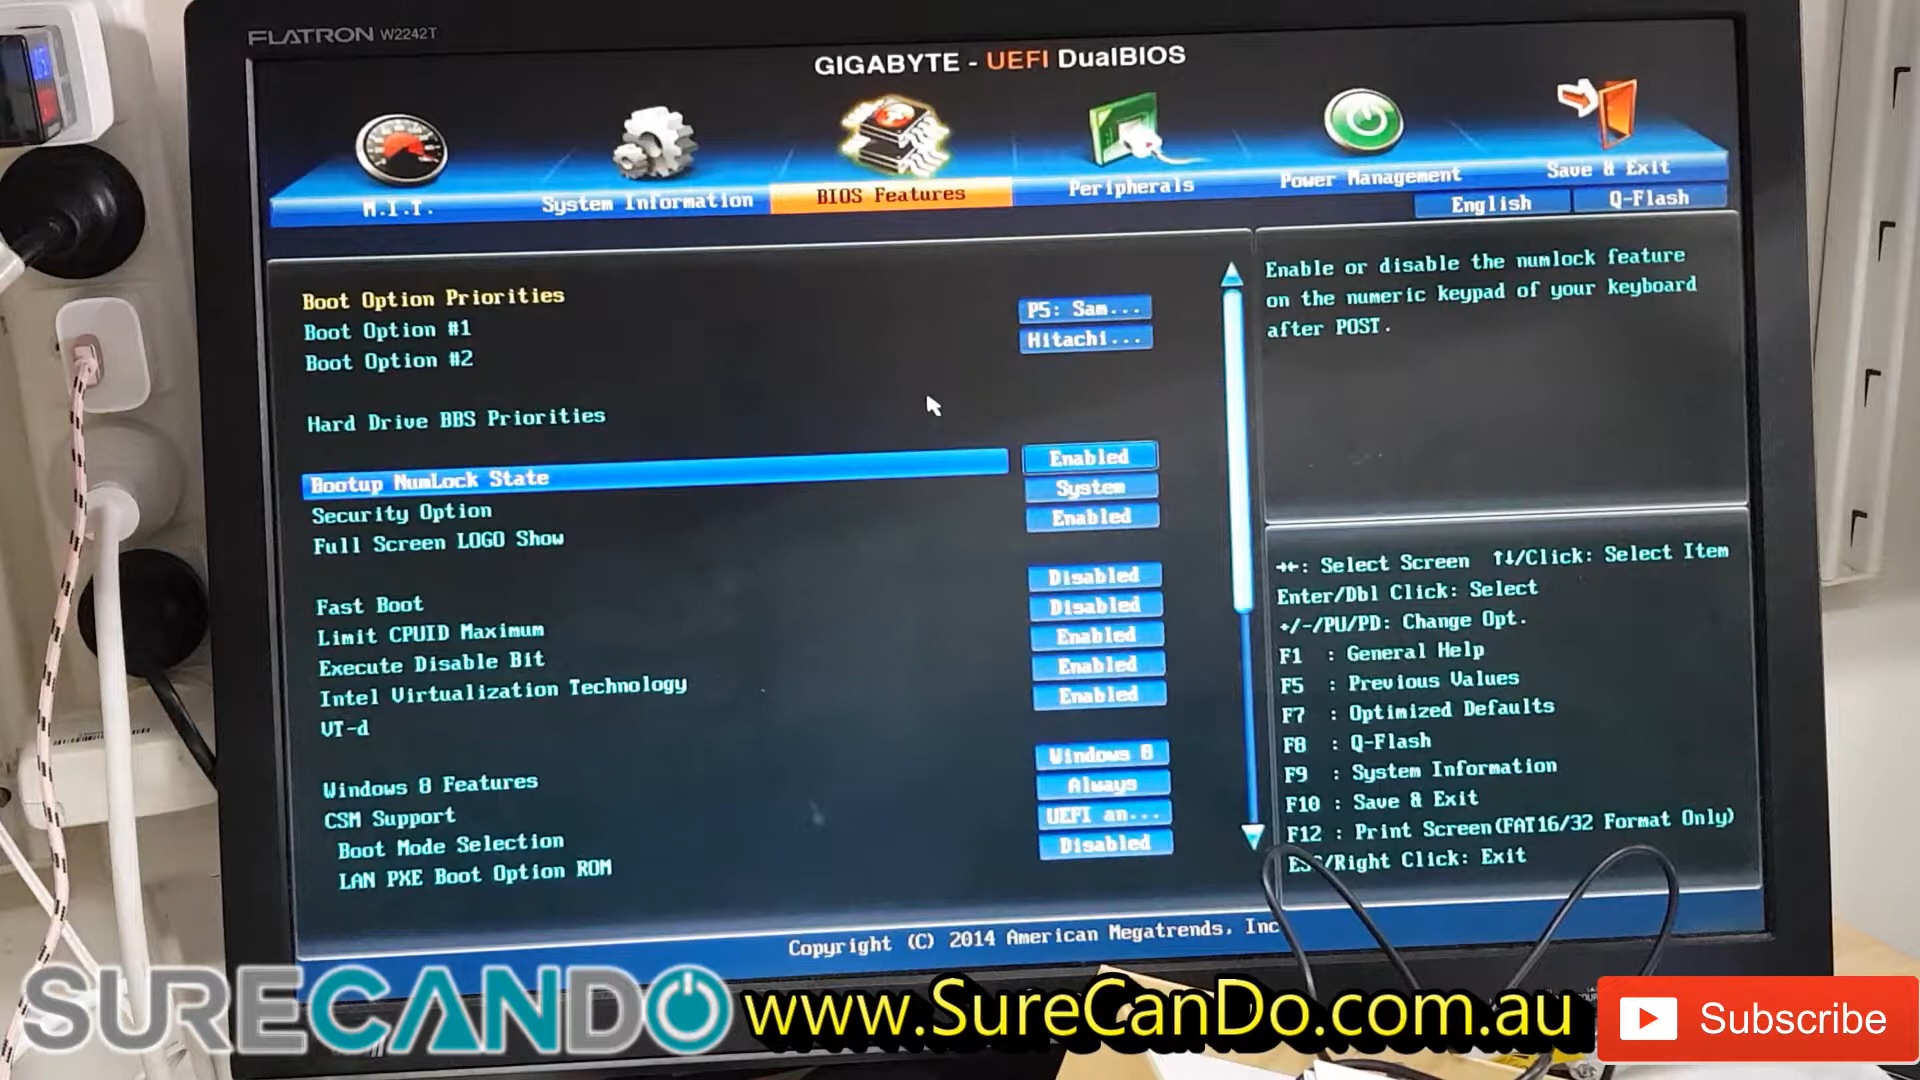 FLATRON W2242T
GIGABYTE - UEFI DualBIOS
M.I.T.
System Information
BIOS Features
Peripherals
Power Management
Save & Exit
English
Q-Flash
Boot Option Priorities
Boot Option #1 P5: Sam...
Boot Option #2 Hitachi...
Hard Drive BBS Priorities
Bootup NumLock State Enabled
Security Option System
Full Screen LOGO Show Enabled
Fast Boot Disabled
Limit CPUID Maximum Disabled
Execute Disable Bit Enabled
Intel Virtualization Technology Enabled
VT-d Enabled
Windows 8 Features Windows 8
CSM Support Always
Boot Mode Selection UEFI an...
LAN PXE Boot Option ROM Disabled
Enable or disable the numlock feature
on the numeric keypad of your keyboard
after POST.
→←: Select Screen ↑↓/Click: Select Item
Enter/Dbl Click: Select
+/-/PU/PD: Change Opt.
F1 : General Help
F5 : Previous Values
F7 : Optimized Defaults
F8 : Q-Flash
F9 : System Information
F10 : Save & Exit
F12 : Print Screen(FAT16/32 Format Only)
ESC/Right Click: Exit
Copyright (C) 2014 American Megatrends, Inc
SURECANDO
www.SureCanDo.com.au
Subscribe